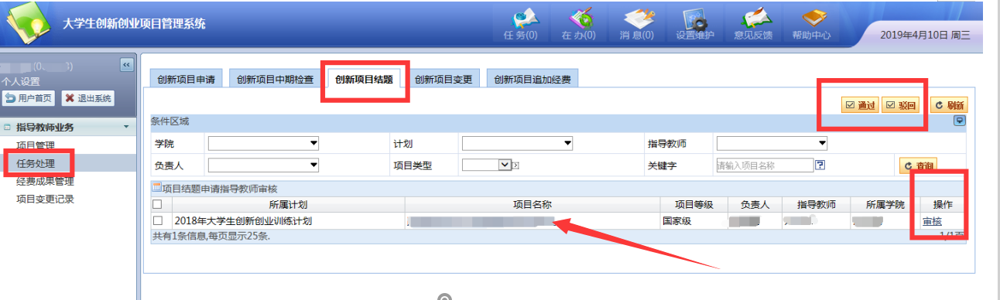 大学生创新创业项目管理系统
任务(0) 在办(0) 消息(0) 设置维护 意见反馈 帮助中心
2019年4月10日 周三
个人设置
用户首页 退出系统
指导教师业务
项目管理
任务处理
经费成果管理
项目变更记录
创新项目申请 创新项目中期检查 创新项目结题 创新项目变更 创新项目追加经费
通过 驳回 刷新
条件区域
学院 计划 指导教师
负责人 项目类型 关键字 请输入项目名称 查询
项目结题申请指导教师审核
所属计划 项目名称 项目等级 负责人 指导教师 所属学院 操作
2018年大学生创新创业训练计划 国家级 审核
共有1条信息,每页显示25条. 1/1页